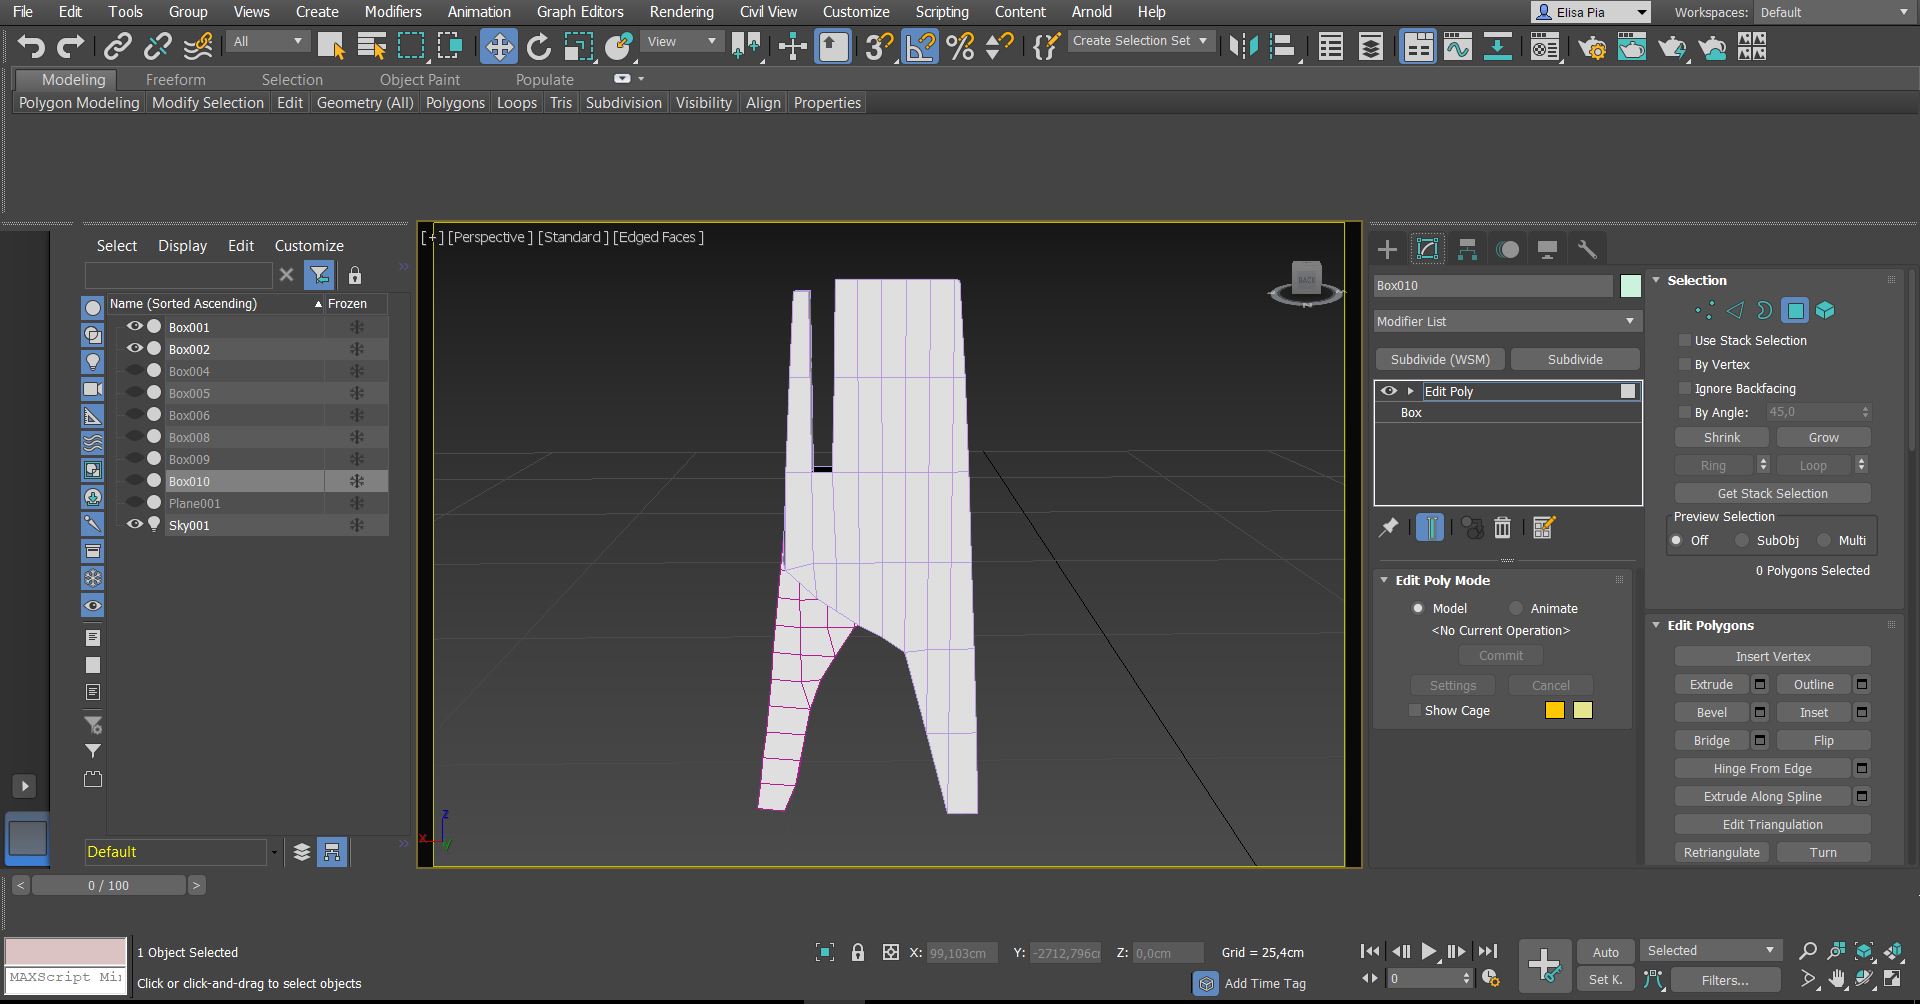 File Edit Tools Group Views Create Modifiers Animation Graph Editors Rendering Civil View Customize Scripting Content Arnold Help Elisa Pia Workspaces: Default
All View 3 Create Selection Set
Modeling Freeform Selection Object Paint Populate
Polygon Modeling Modify Selection Edit Geometry (All) Polygons Loops Tris Subdivision Visibility Align Properties
Select Display Edit Customize
Name (Sorted Ascending) Frozen
Box001
Box002
Box004
Box005
Box006
Box008
Box009
Box010
Plane001
Sky001
Default
0 / 100
[+] [Perspective ] [Standard ] [Edged Faces ]
BACK
N
z
x
y
Box010
Modifier List
Subdivide (WSM) Subdivide
Edit Poly
Box
Edit Poly Mode
Model Animate
<No Current Operation>
Commit
Settings Cancel
Show Cage
Selection
Use Stack Selection
By Vertex
Ignore Backfacing
By Angle: 45,0
Shrink Grow
Ring Loop
Get Stack Selection
Preview Selection
Off SubObj Multi
0 Polygons Selected
Edit Polygons
Insert Vertex
Extrude Outline
Bevel Inset
Bridge Flip
Hinge From Edge
Extrude Along Spline
Edit Triangulation
Retriangulate Turn
1 Object Selected X: 99,103cm Y: -2712,796c Z: 0,0cm Grid = 25,4cm Auto Selected
MAXScript Mi Click or click-and-drag to select objects Add Time Tag 0 Set K. Filters...